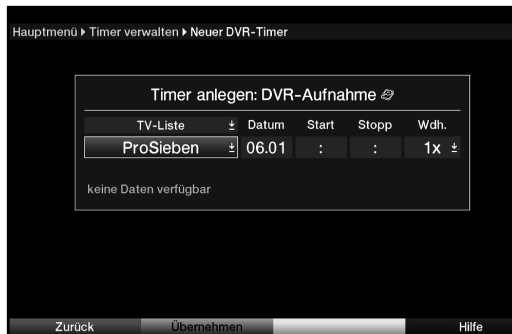 Hauptmenü ▸ Timer verwalten ▸ Neuer DVR-Timer
Timer anlegen: DVR-Aufnahme
TV-Liste Datum Start Stopp Wdh.
ProSieben 06.01 : : 1x
keine Daten verfügbar
Zurück Übernehmen Hilfe